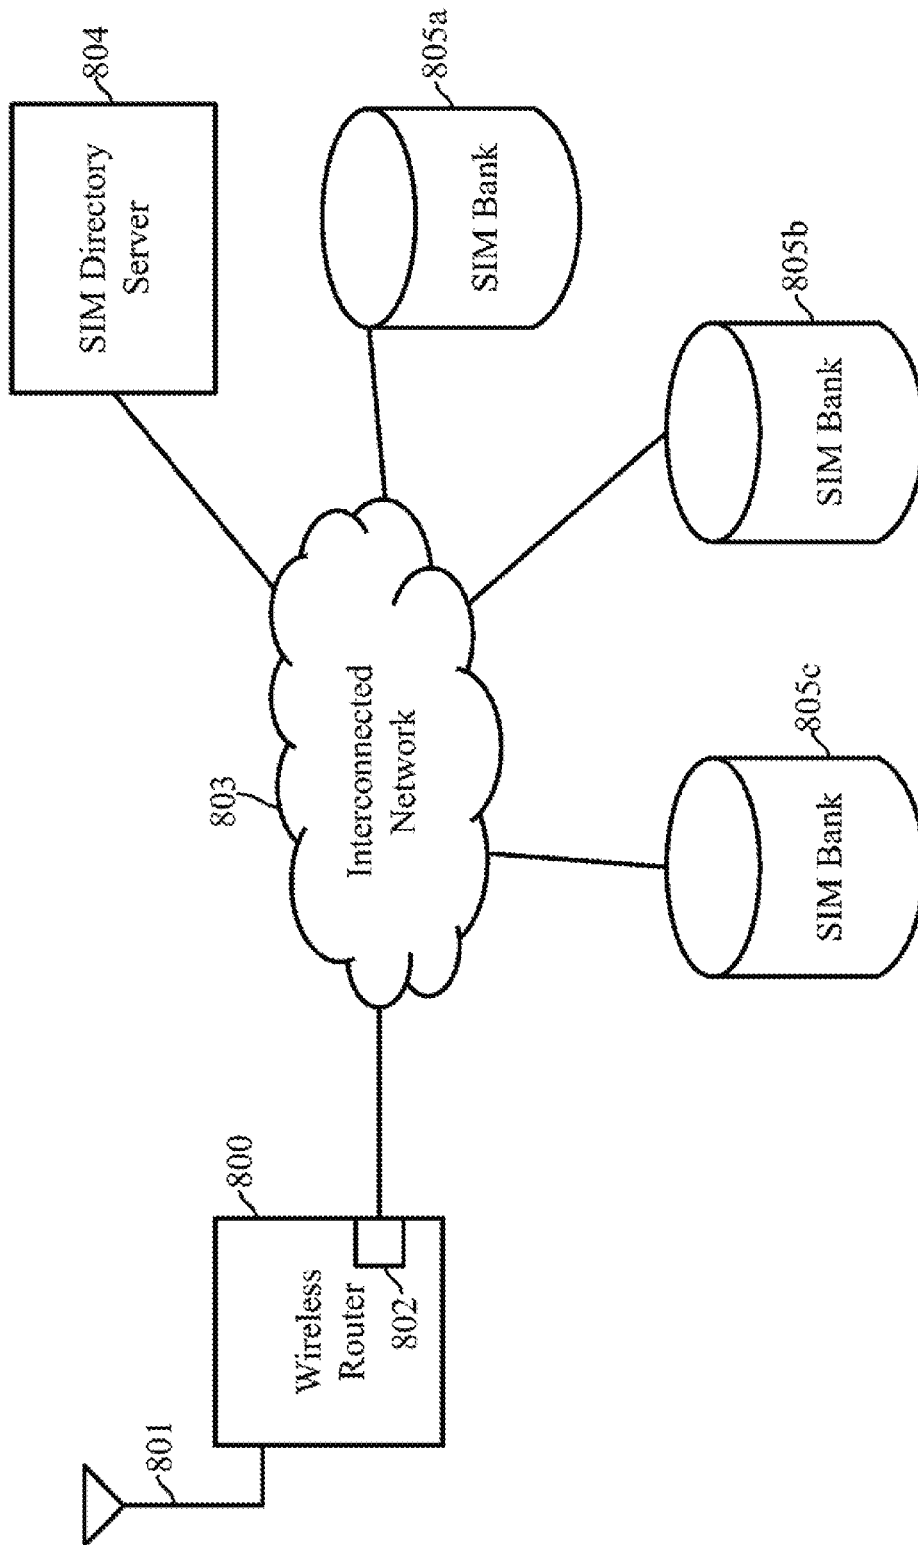 804
SIM Directory
Server
805a
SIM Bank
805b
SIM Bank
805c
SIM Bank
803
Interconnected
Network
800
Wireless
Router
802
801